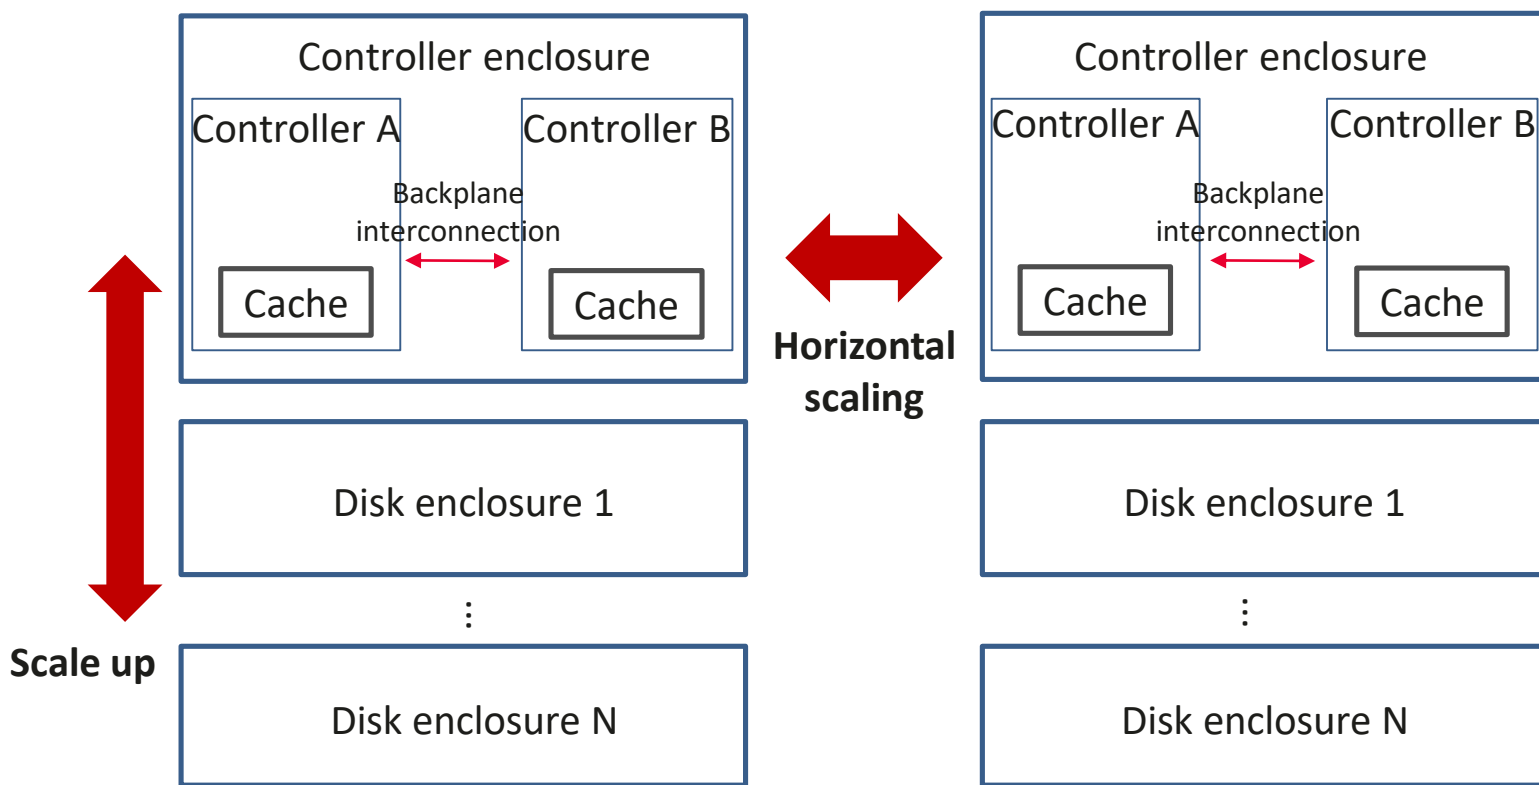 Controller enclosure
Controller A
Controller B
Backplane
interconnection
Cache
Cache
Disk enclosure 1
⋮
Disk enclosure N
Scale up
Horizontal
scaling
Controller enclosure
Controller A
Controller B
Backplane
interconnection
Cache
Cache
Disk enclosure 1
⋮
Disk enclosure N